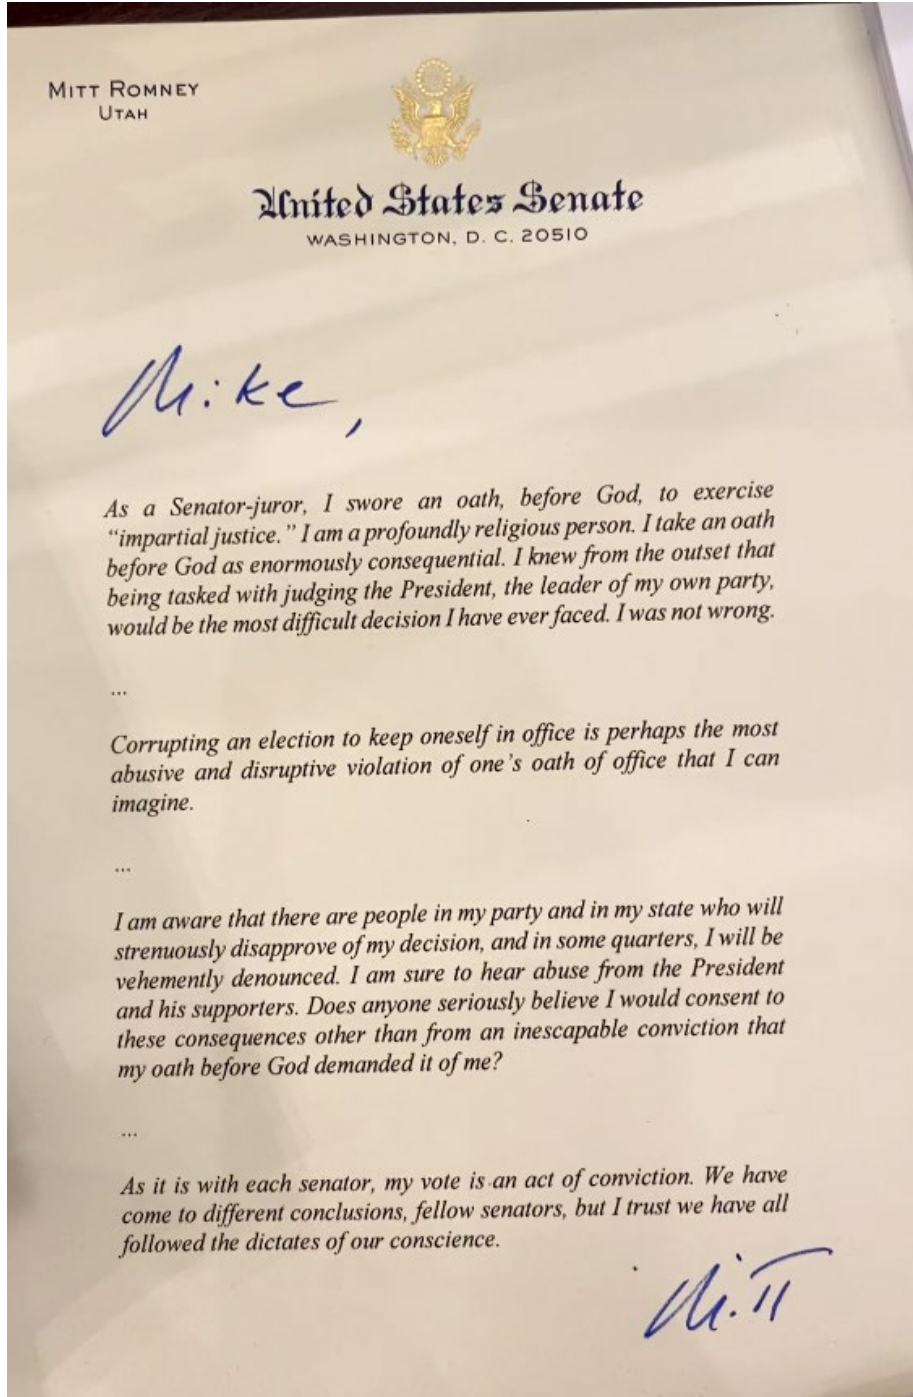 MITT ROMNEY
UTAH
United States Senate
WASHINGTON, D. C. 20510
Mike,
As a Senator-juror, I swore an oath, before God, to exercise
“impartial justice.” I am a profoundly religious person. I take an oath
before God as enormously consequential. I knew from the outset that
being tasked with judging the President, the leader of my own party,
would be the most difficult decision I have ever faced. I was not wrong.
...
Corrupting an election to keep oneself in office is perhaps the most
abusive and disruptive violation of one’s oath of office that I can
imagine.
...
I am aware that there are people in my party and in my state who will
strenuously disapprove of my decision, and in some quarters, I will be
vehemently denounced. I am sure to hear abuse from the President
and his supporters. Does anyone seriously believe I would consent to
these consequences other than from an inescapable conviction that
my oath before God demanded it of me?
...
As it is with each senator, my vote is an act of conviction. We have
come to different conclusions, fellow senators, but I trust we have all
followed the dictates of our conscience.
Mitt